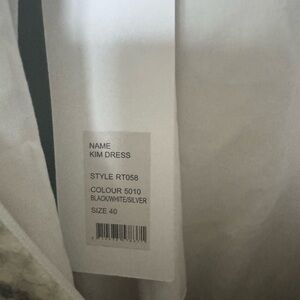 NAME
KIM DRESS
STYLE RT058
COLOUR 5010
BLACK/WHITE/SILVER
SIZE 40